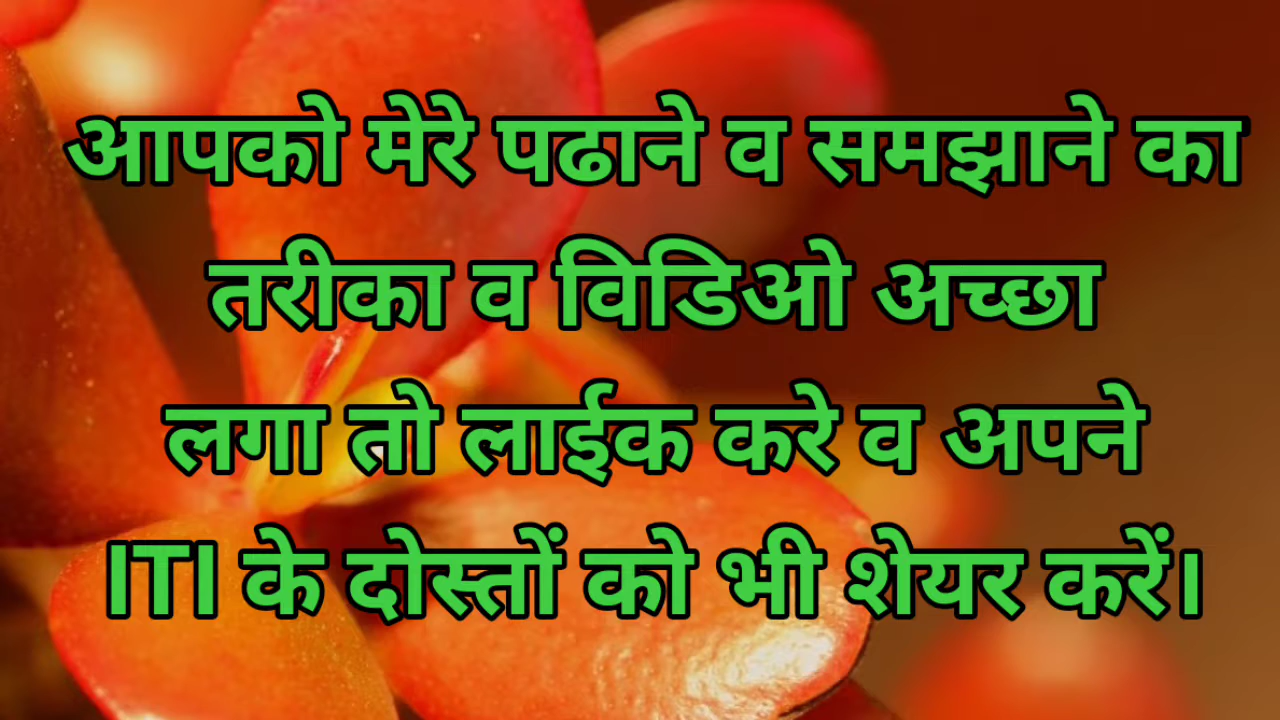 आपको मेरे पढाने व समझाने का
तरीका व विडिओ अच्छा
लगा तो लाईक करे व अपने
ITI के दोस्तों को भी शेयर करें।